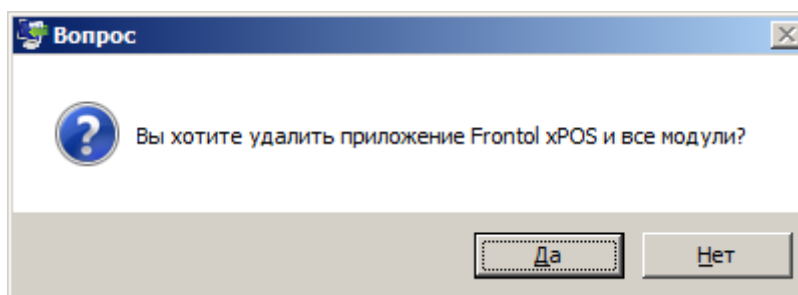 Вопрос
Вы хотите удалить приложение Frontol xPOS и все модули?
Да
Нет